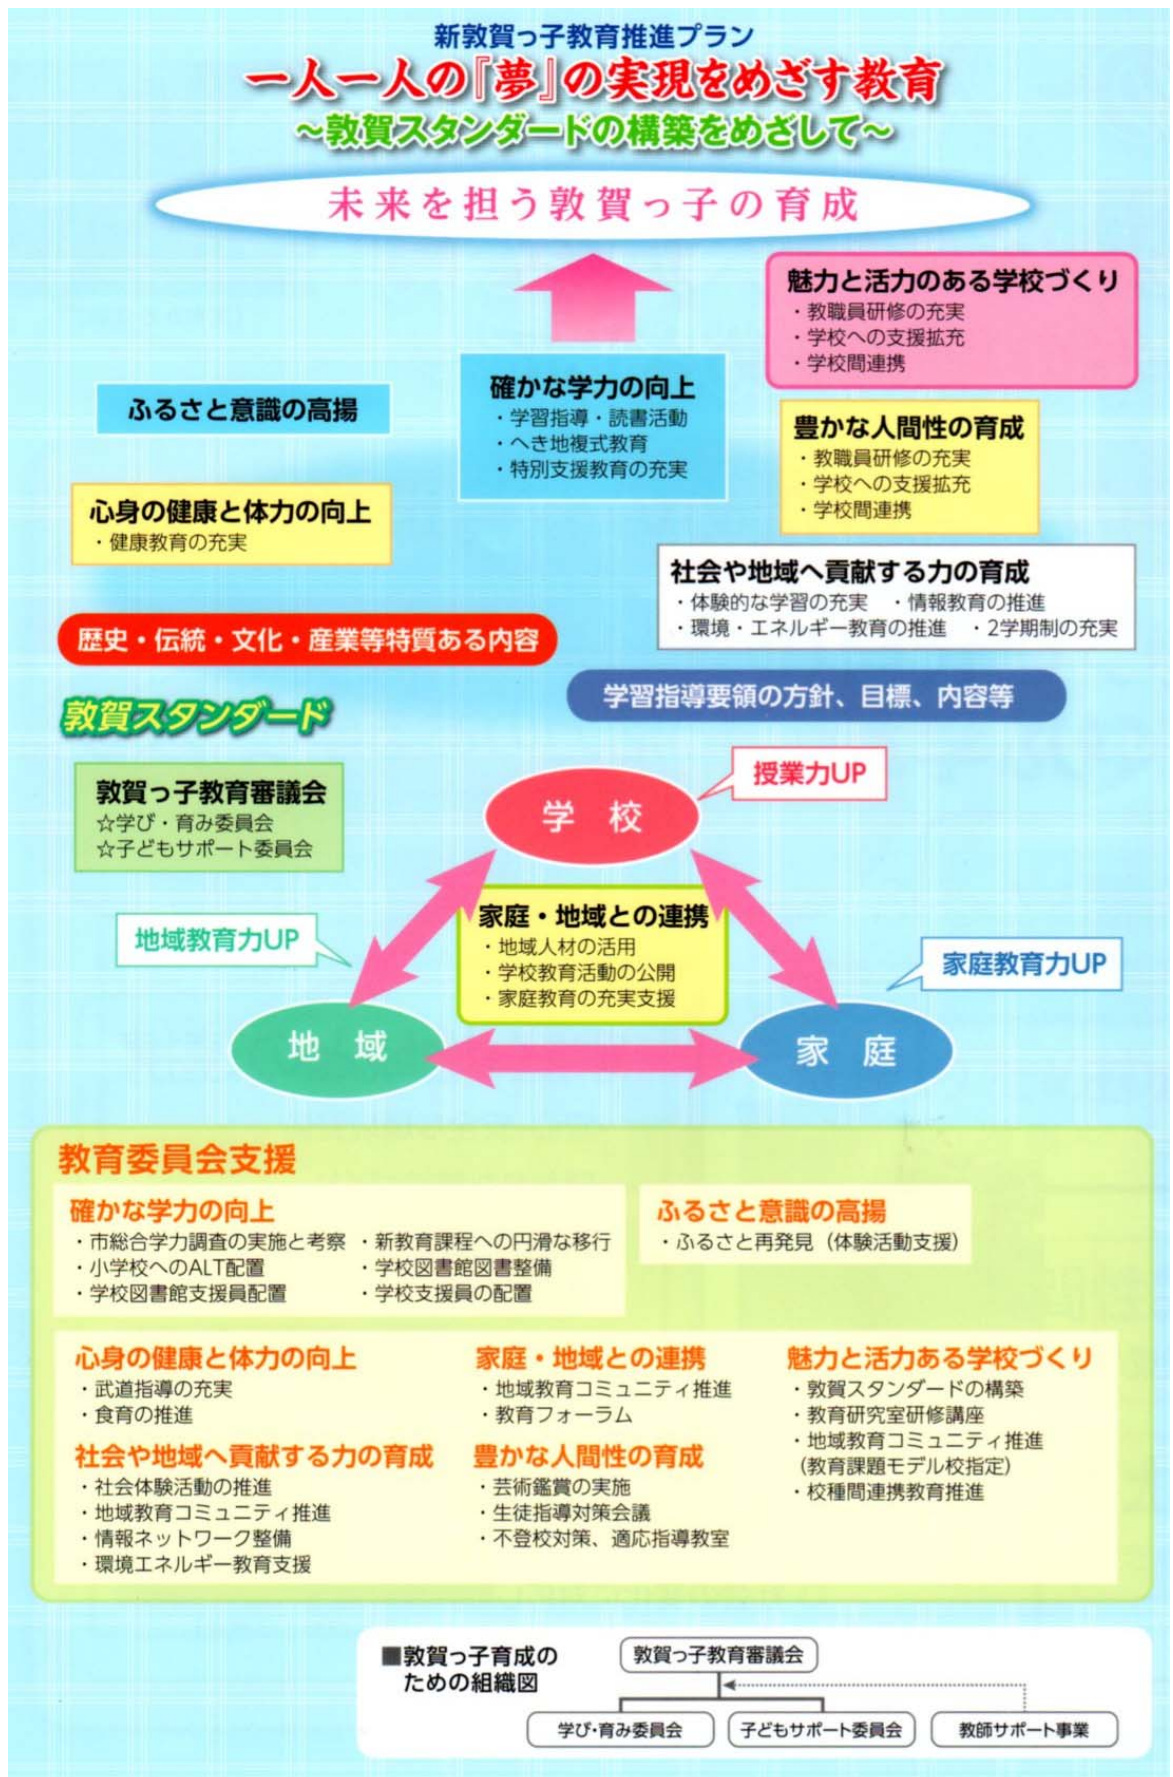 新敦賀っ子教育推進プラン
一人一人の『夢』の実現をめざす教育
～敦賀スタンダードの構築をめざして～
未来を担う敦賀っ子の育成
魅力と活力のある学校づくり
・教職員研修の充実
・学校への支援拡充
・学校間連携
確かな学力の向上
・学習指導・読書活動
・へき地複式教育
・特別支援教育の充実
ふるさと意識の高揚
豊かな人間性の育成
・教職員研修の充実
・学校への支援拡充
・学校間連携
心身の健康と体力の向上
・健康教育の充実
社会や地域へ貢献する力の育成
・体験的な学習の充実 ・情報教育の推進
・環境・エネルギー教育の推進 ・2学期制の充実
歴史・伝統・文化・産業等特質ある内容
学習指導要領の方針、目標、内容等
敦賀スタンダード
敦賀っ子教育審議会
☆学び・育み委員会
☆子どもサポート委員会
授業力UP
学 校
地域教育力UP
家庭・地域との連携
・地域人材の活用
・学校教育活動の公開
・家庭教育の充実支援
家庭教育力UP
地 域
家 庭
教育委員会支援
確かな学力の向上
・市総合学力調査の実施と考察 ・新教育課程への円滑な移行
・小学校へのALT配置 ・学校図書館図書整備
・学校図書館支援員配置 ・学校支援員の配置
ふるさと意識の高揚
・ふるさと再発見（体験活動支援）
心身の健康と体力の向上
・武道指導の充実
・食育の推進
社会や地域へ貢献する力の育成
・社会体験活動の推進
・地域教育コミュニティ推進
・情報ネットワーク整備
・環境エネルギー教育支援
家庭・地域との連携
・地域教育コミュニティ推進
・教育フォーラム
豊かな人間性の育成
・芸術鑑賞の実施
・生徒指導対策会議
・不登校対策、適応指導教室
魅力と活力ある学校づくり
・敦賀スタンダードの構築
・教育研究室研修講座
・地域教育コミュニティ推進
(教育課題モデル校指定)
・校種間連携教育推進
■敦賀っ子育成の
ための組織図
敦賀っ子教育審議会
学び・育み委員会
子どもサポート委員会
教師サポート事業